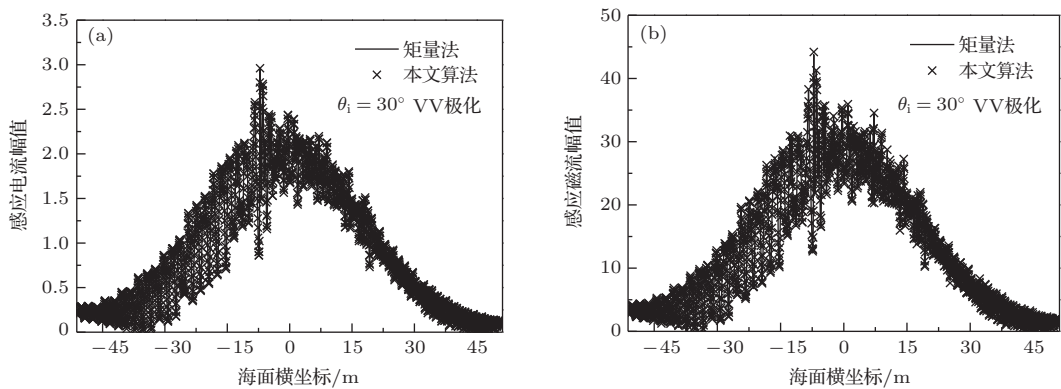 (a)
矩量法
本文算法
θi = 30° VV极化
感应电流幅值
3.5
3.0
2.5
2.0
1.5
1.0
0.5
0
−45 −30 −15 0 15 30 45
海面横坐标/m
(b)
矩量法
本文算法
θi = 30° VV极化
感应磁流幅值
50
40
30
20
10
0
−45 −30 −15 0 15 30 45
海面横坐标/m